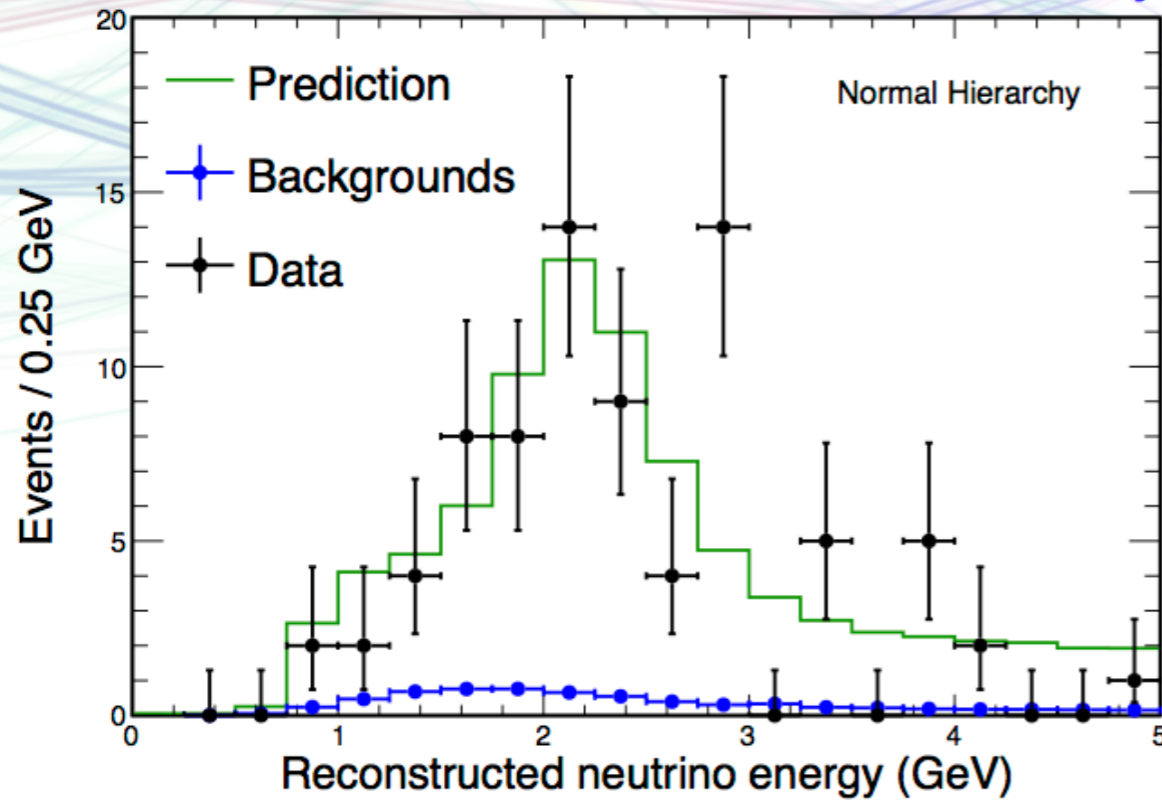 20
Prediction
Normal Hierarchy
Backgrounds
15
Data
10
5
0
Events / 0.25 GeV
0 1 2 3 4 5
Reconstructed neutrino energy (GeV)